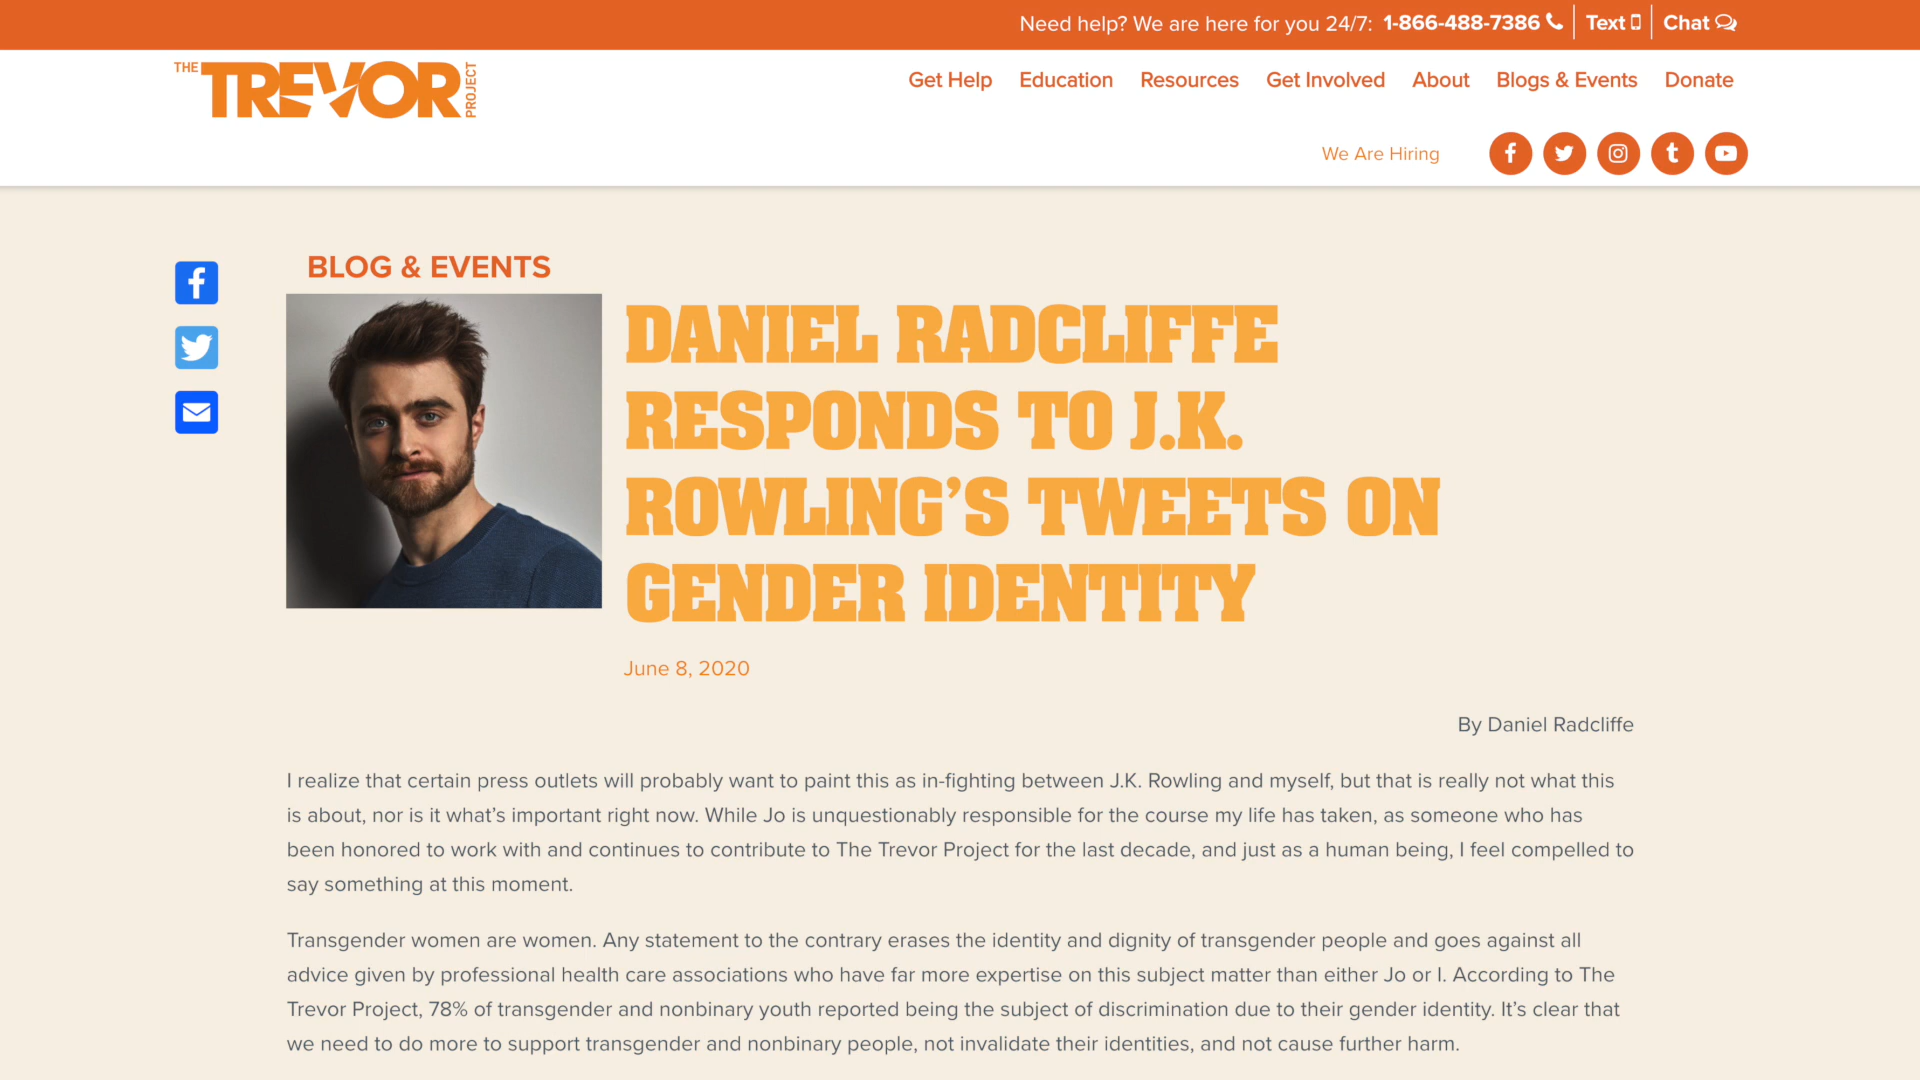 Need help? We are here for you 24/7: 1-866-488-7386 Text Chat
THE TREVOR PROJECT
Get Help Education Resources Get Involved About Blogs & Events Donate
We Are Hiring
BLOG & EVENTS
DANIEL RADCLIFFE
RESPONDS TO J.K.
ROWLING’S TWEETS ON
GENDER IDENTITY
June 8, 2020
By Daniel Radcliffe
I realize that certain press outlets will probably want to paint this as in-fighting between J.K. Rowling and myself, but that is really not what this
is about, nor is it what’s important right now. While Jo is unquestionably responsible for the course my life has taken, as someone who has
been honored to work with and continues to contribute to The Trevor Project for the last decade, and just as a human being, I feel compelled to
say something at this moment.
Transgender women are women. Any statement to the contrary erases the identity and dignity of transgender people and goes against all
advice given by professional health care associations who have far more expertise on this subject matter than either Jo or I. According to The
Trevor Project, 78% of transgender and nonbinary youth reported being the subject of discrimination due to their gender identity. It’s clear that
we need to do more to support transgender and nonbinary people, not invalidate their identities, and not cause further harm.